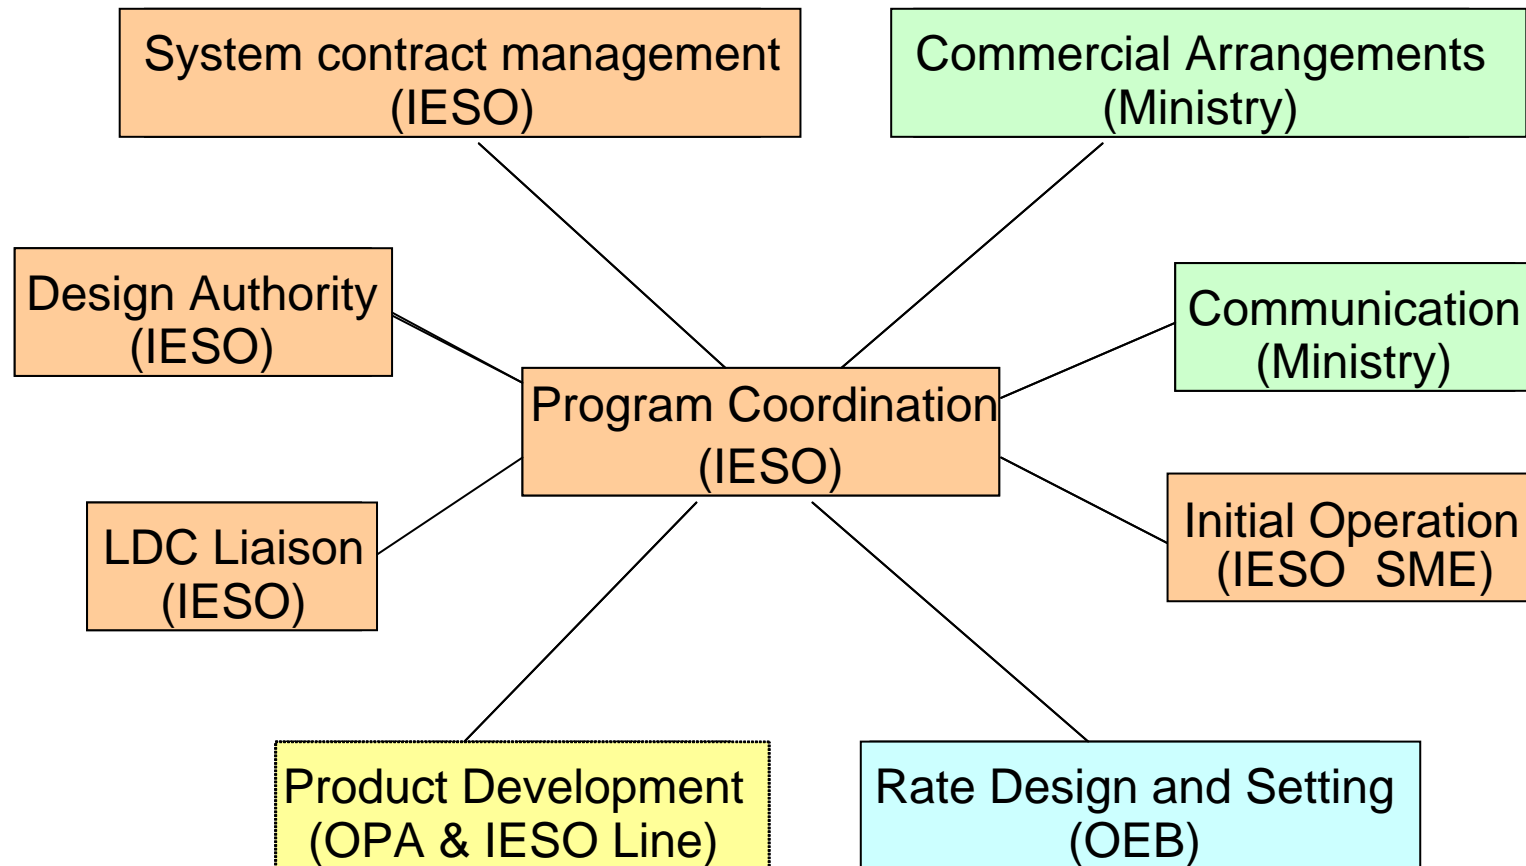 System contract management
(IESO)
Commercial Arrangements
(Ministry)
Design Authority
(IESO)
Communication
(Ministry)
Program Coordination
(IESO)
LDC Liaison
(IESO)
Initial Operation
(IESO SME)
Product Development
(OPA & IESO Line)
Rate Design and Setting
(OEB)